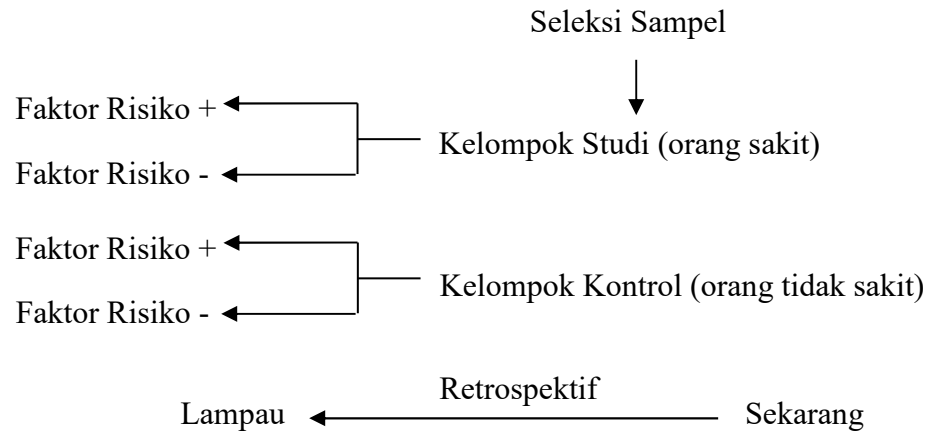 Seleksi Sampel
Faktor Risiko +
Kelompok Studi (orang sakit)
Faktor Risiko -
Faktor Risiko +
Kelompok Kontrol (orang tidak sakit)
Faktor Risiko -
Retrospektif
Lampau Sekarang